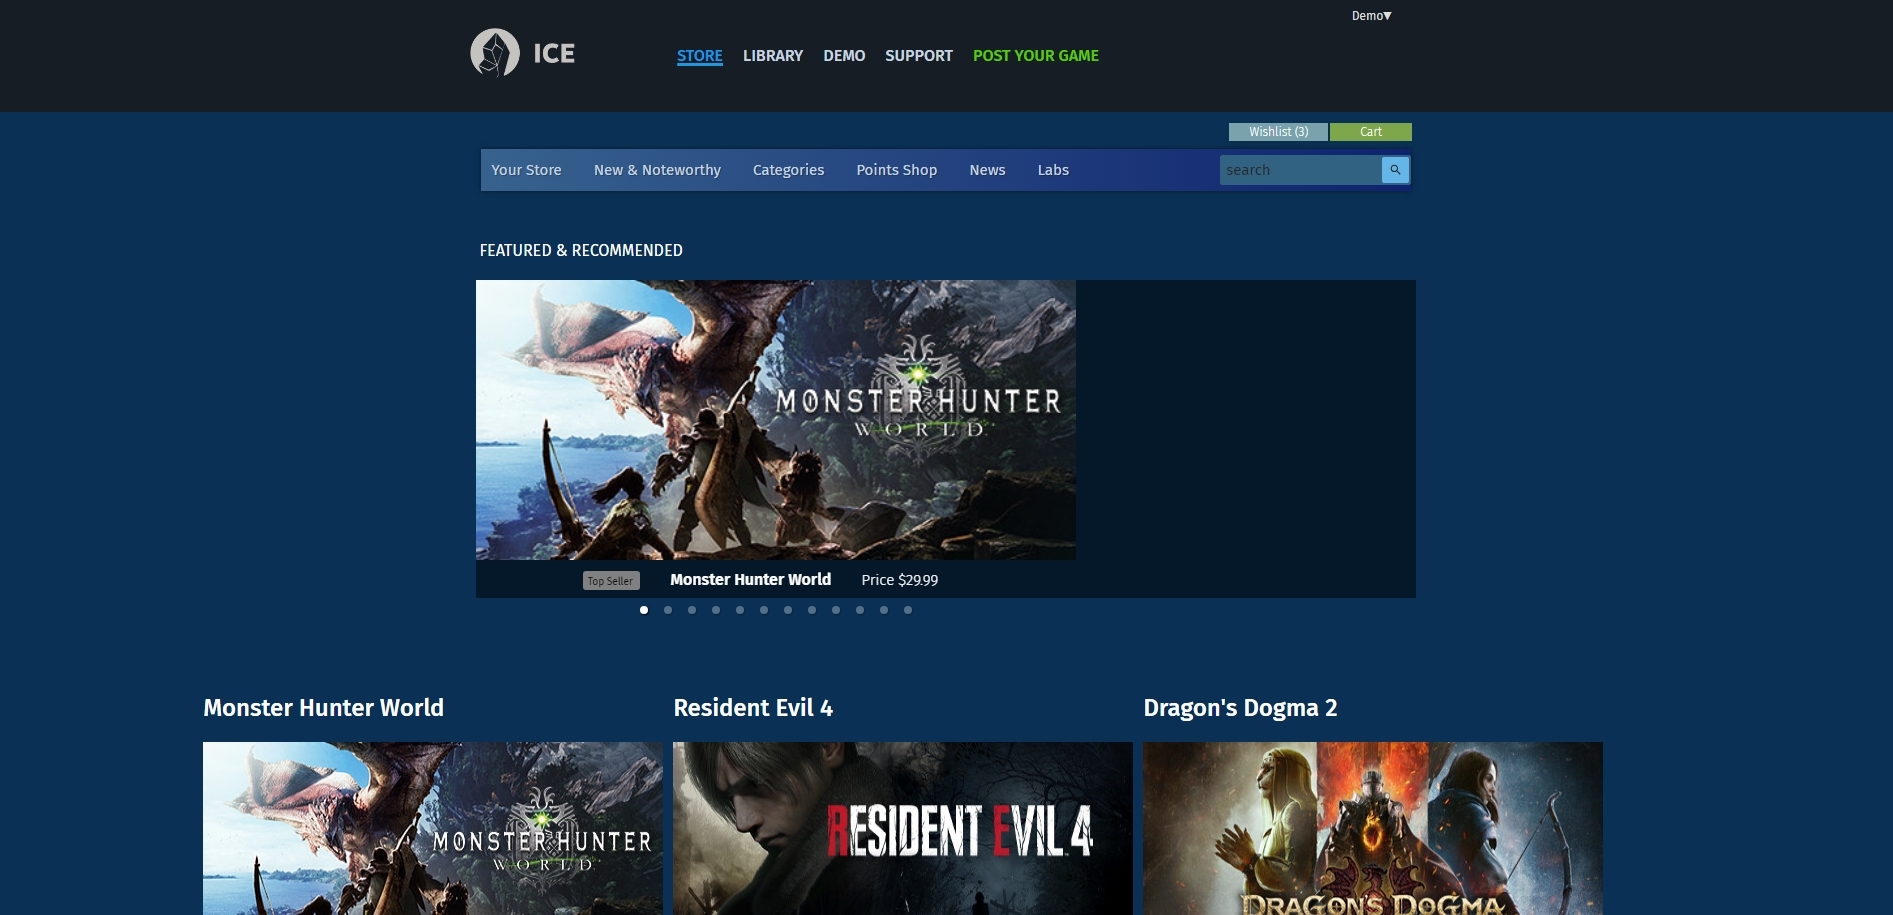 Demo▼
ICE
STORE LIBRARY DEMO SUPPORT POST YOUR GAME
Wishlist (3) Cart
Your Store New & Noteworthy Categories Points Shop News Labs search
FEATURED & RECOMMENDED
MONSTER HUNTER
WORLD
Top Seller Monster Hunter World Price $29.99
Monster Hunter World Resident Evil 4 Dragon's Dogma 2
MONSTER HUNTER
WORLD
RESIDENT EVIL 4
DRAGON'S DOGMA